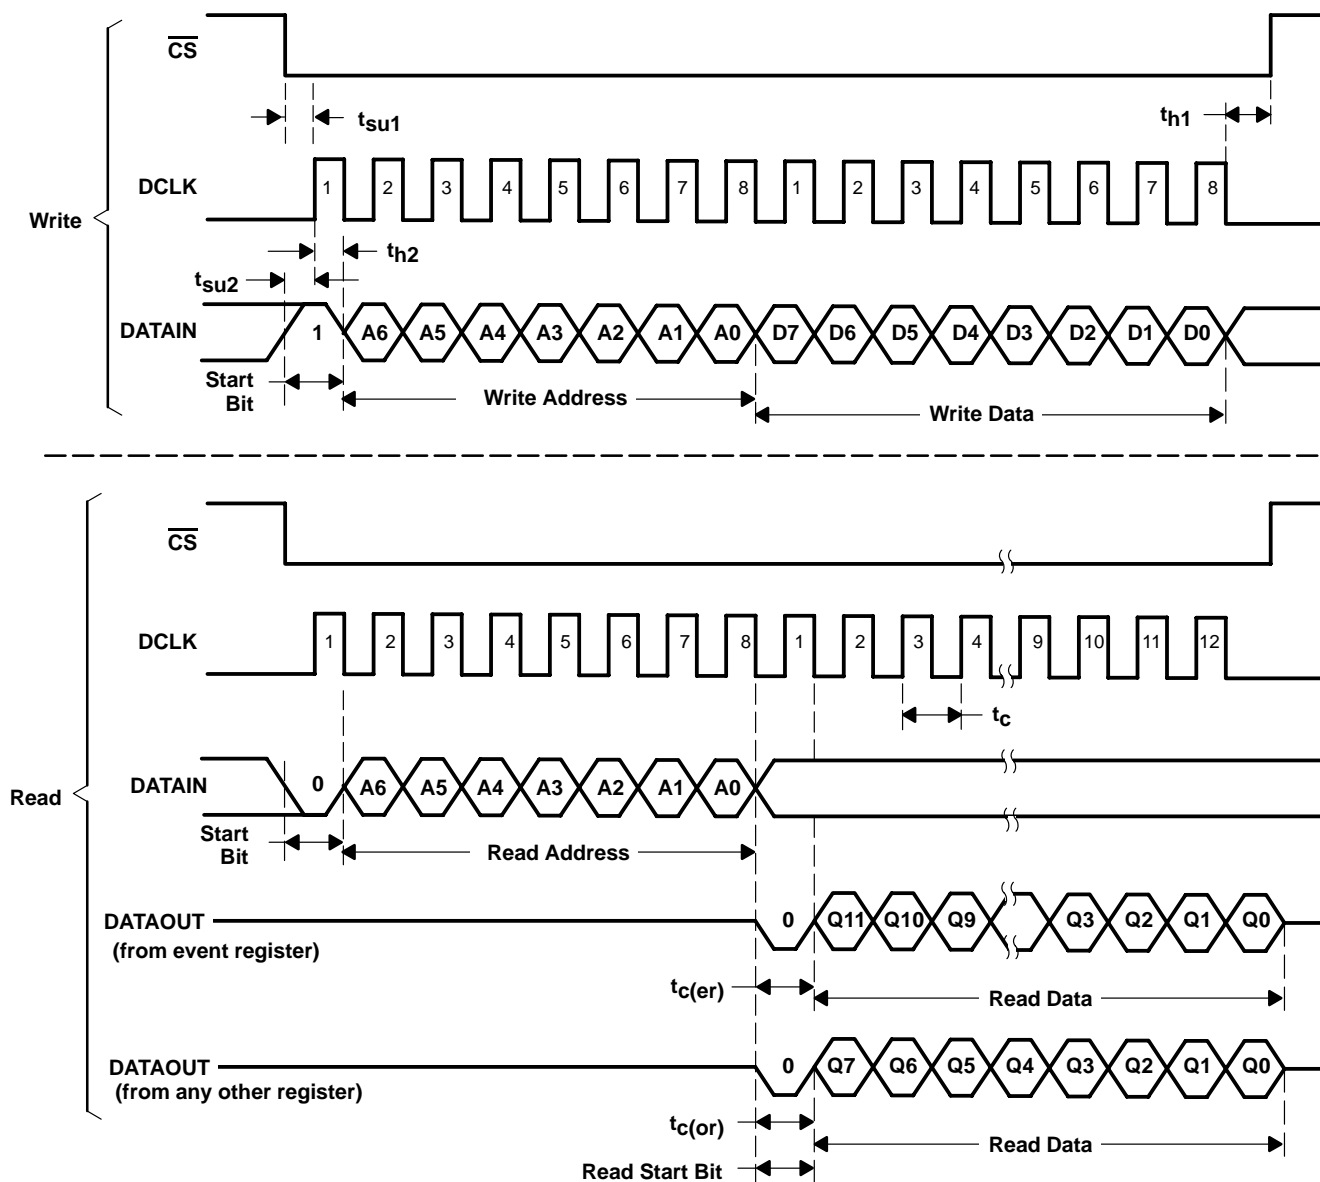 CS
tsu1
th1
DCLK
1 2 3 4 5 6 7 8 1 2 3 4 5 6 7 8
Write
th2
tsu2
DATAIN
1 A6 A5 A4 A3 A2 A1 A0 D7 D6 D5 D4 D3 D2 D1 D0
Start
Bit
Write Address
Write Data
CS
DCLK
1 2 3 4 5 6 7 8 1 2 3 4 9 10 11 12
tc
Read
DATAIN
0 A6 A5 A4 A3 A2 A1 A0
Start
Bit
Read Address
DATAOUT
(from event register)
0 Q11 Q10 Q9 Q3 Q2 Q1 Q0
tc(er)
Read Data
DATAOUT
(from any other register)
0 Q7 Q6 Q5 Q4 Q3 Q2 Q1 Q0
tc(or)
Read Data
Read Start Bit